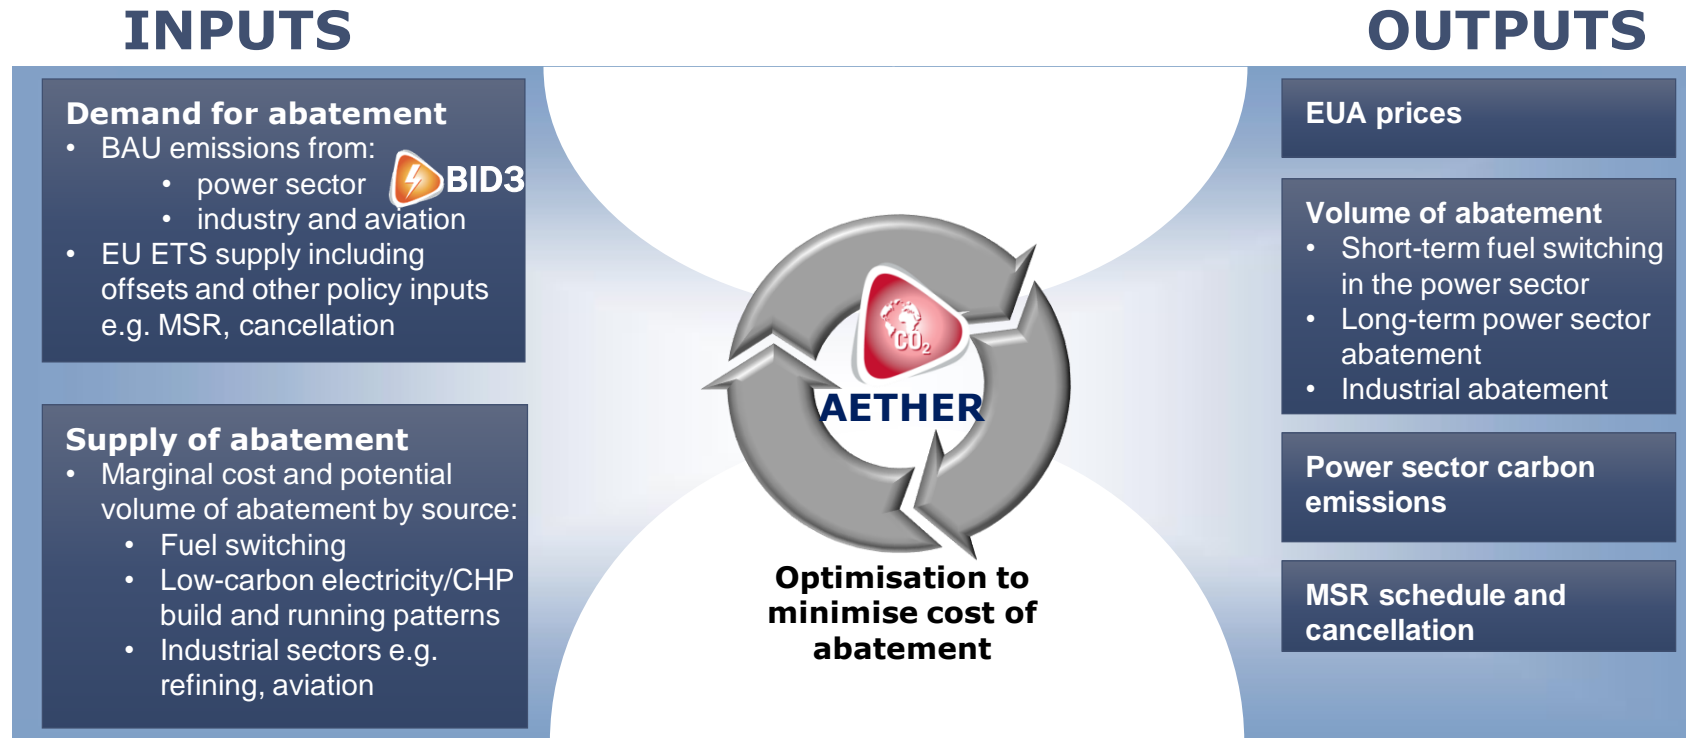 INPUTS
Demand for abatement
• BAU emissions from:
• power sector
BID3
• industry and aviation
• EU ETS supply including
offsets and other policy inputs
e.g. MSR, cancellation
Supply of abatement
• Marginal cost and potential
volume of abatement by source:
• Fuel switching
• Low-carbon electricity/CHP
build and running patterns
• Industrial sectors e.g.
refining, aviation
CO2
AETHER
Optimisation to
minimise cost of
abatement
OUTPUTS
EUA prices
Volume of abatement
• Short-term fuel switching
in the power sector
• Long-term power sector
abatement
• Industrial abatement
Power sector carbon
emissions
MSR schedule and
cancellation